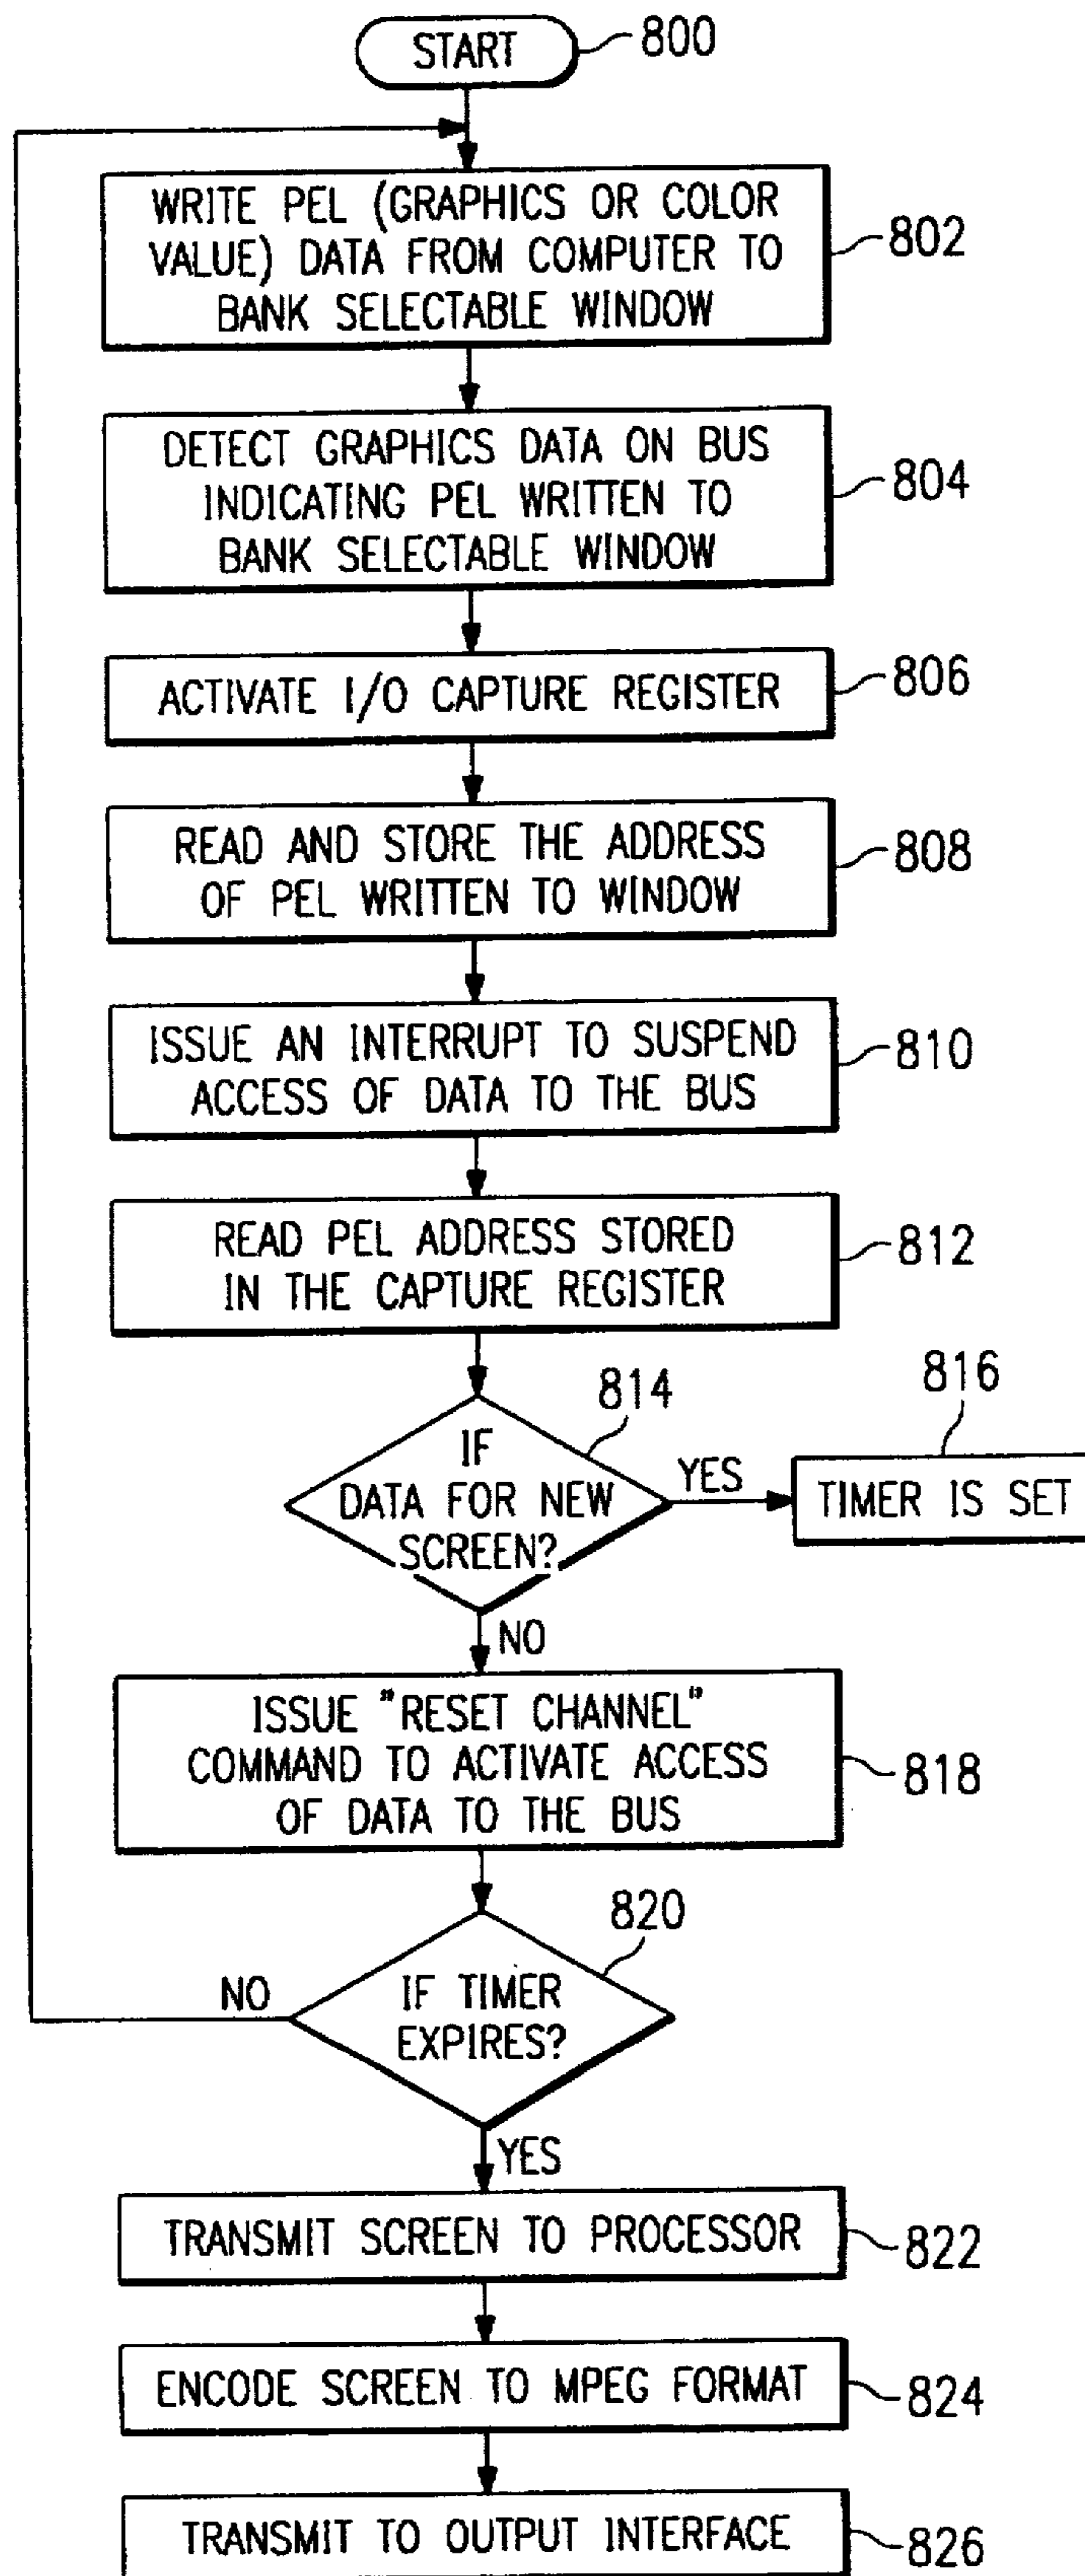 START
800
WRITE PEL (GRAPHICS OR COLOR
VALUE) DATA FROM COMPUTER TO
BANK SELECTABLE WINDOW
802
DETECT GRAPHICS DATA ON BUS
INDICATING PEL WRITTEN TO
BANK SELECTABLE WINDOW
804
ACTIVATE I/O CAPTURE REGISTER
806
READ AND STORE THE ADDRESS
OF PEL WRITTEN TO WINDOW
808
ISSUE AN INTERRUPT TO SUSPEND
ACCESS OF DATA TO THE BUS
810
READ PEL ADDRESS STORED
IN THE CAPTURE REGISTER
812
IF
DATA FOR NEW
SCREEN?
814
YES
816
TIMER IS SET
NO
ISSUE "RESET CHANNEL"
COMMAND TO ACTIVATE ACCESS
OF DATA TO THE BUS
818
820
IF TIMER
EXPIRES?
NO
YES
TRANSMIT SCREEN TO PROCESSOR
822
ENCODE SCREEN TO MPEG FORMAT
824
TRANSMIT TO OUTPUT INTERFACE
826